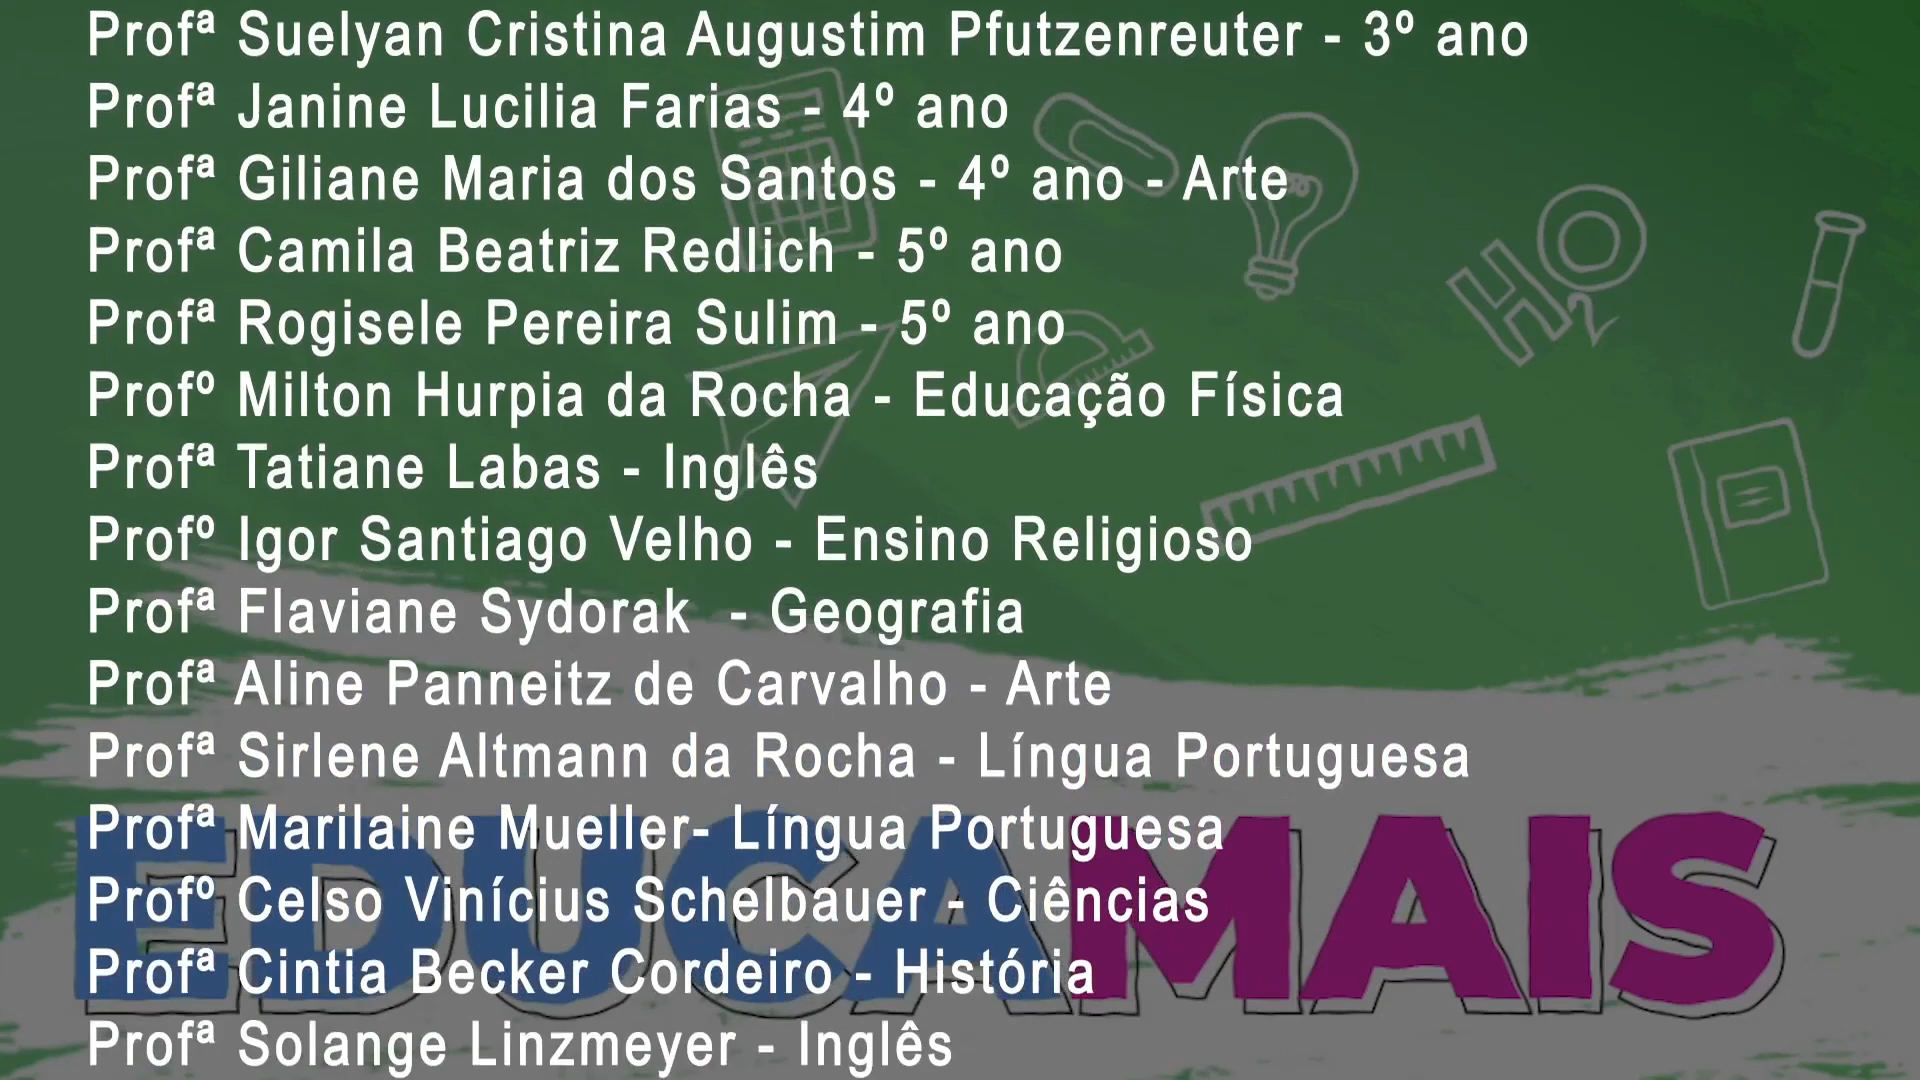 Profª Suelyan Cristina Augustim Pfutzenreuter - 3º ano
Profª Janine Lucilia Farias - 4º ano
Profª Giliane Maria dos Santos - 4º ano - Arte
Profª Camila Beatriz Redlich - 5º ano
Profª Rogisele Pereira Sulim - 5º ano
Profº Milton Hurpia da Rocha - Educação Física
Profª Tatiane Labas - Inglês
Profº Igor Santiago Velho - Ensino Religioso
Profª Flaviane Sydorak  - Geografia
Profª Aline Panneitz de Carvalho - Arte
Profª Sirlene Altmann da Rocha - Língua Portuguesa
Profª Marilaine Mueller- Língua Portuguesa
Profº Celso Vinícius Schelbauer - Ciências
Profª Cintia Becker Cordeiro - História
Profª Solange Linzmeyer - Inglês
H2O
EDUCAMAIS